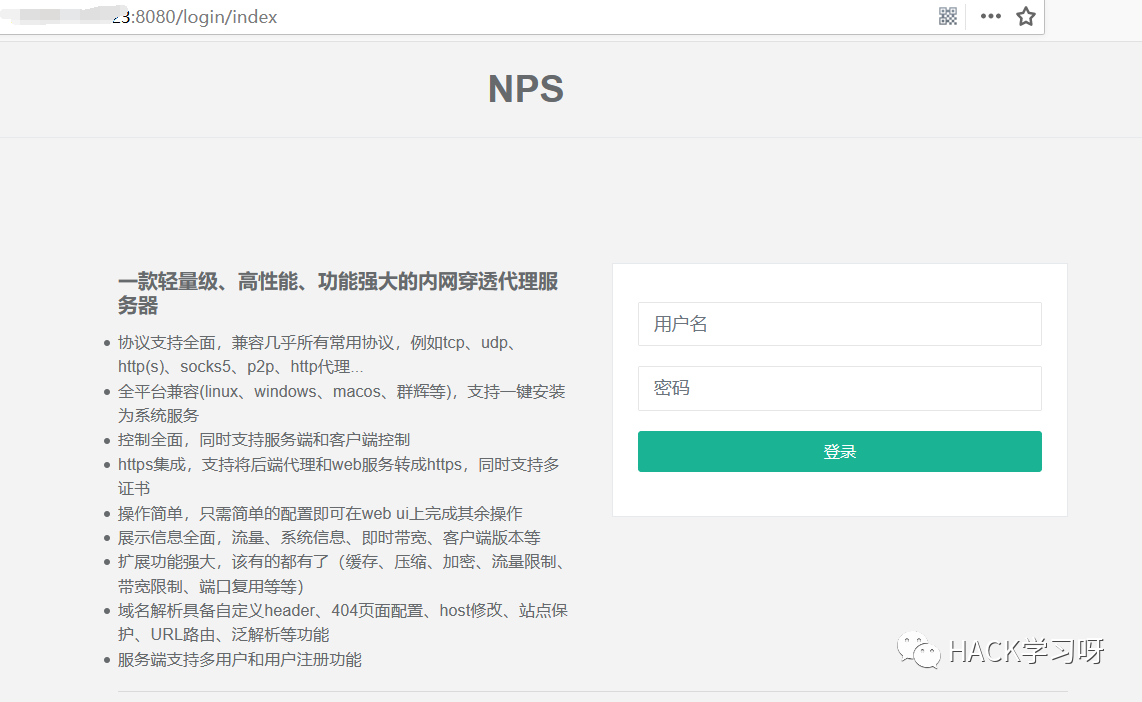 23:8080/login/index
NPS
一款轻量级、高性能、功能强大的内网穿透代理服
务器
协议支持全面，兼容几乎所有常用协议，例如tcp、udp、
http(s)、socks5、p2p、http代理...
全平台兼容(linux、windows、macos、群辉等)，支持一键安装
为系统服务
控制全面，同时支持服务端和客户端控制
https集成，支持将后端代理和web服务转成https，同时支持多
证书
操作简单，只需简单的配置即可在web ui上完成其余操作
展示信息全面，流量、系统信息、即时带宽、客户端版本等
扩展功能强大，该有的都有了（缓存、压缩、加密、流量限制、
带宽限制、端口复用等等）
域名解析具备自定义header、404页面配置、host修改、站点保
护、URL路由、泛解析等功能
服务端支持多用户和用户注册功能
用户名
密码
登录
HACK学习呀